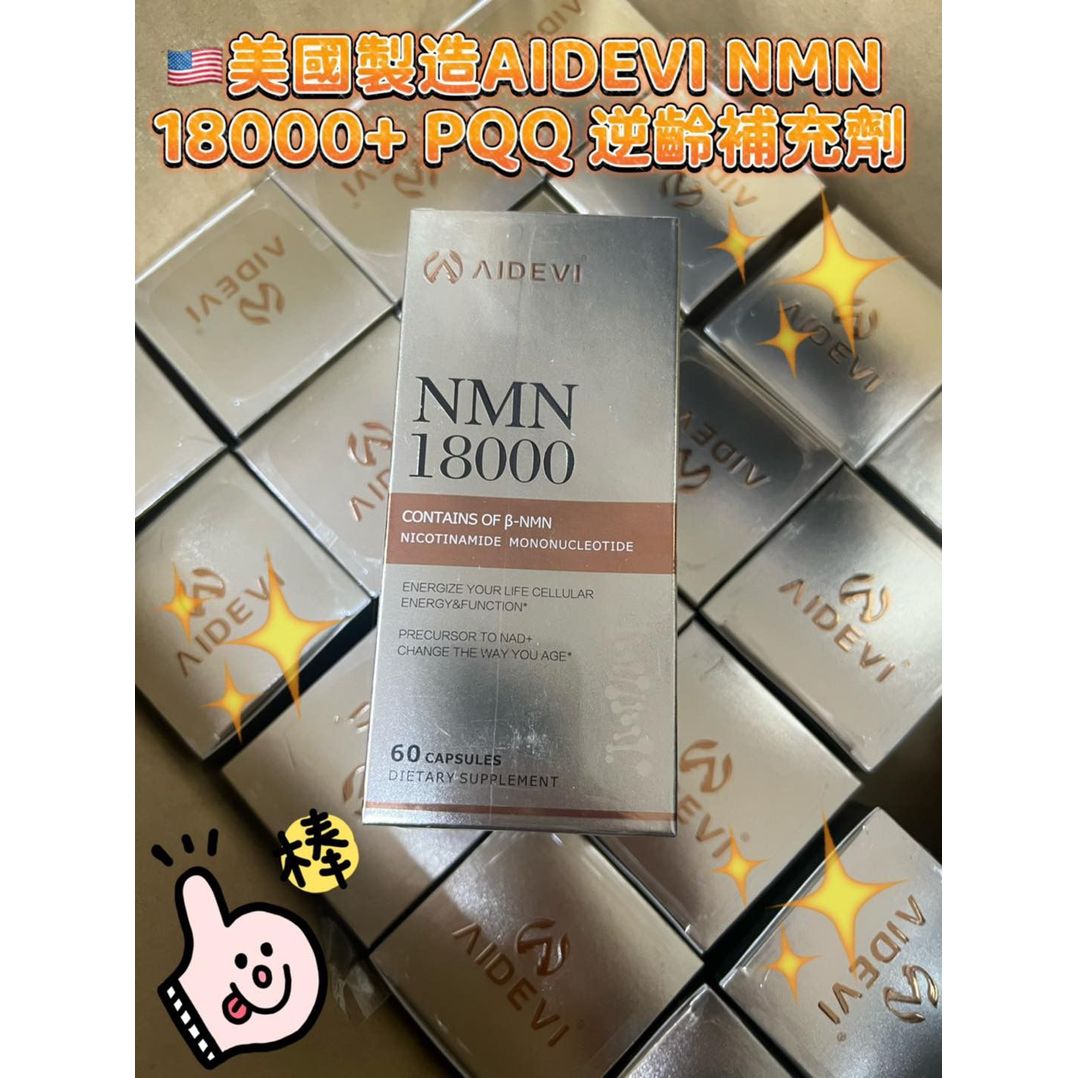 🇺🇸美國製造AIDEVI NMN
18000+ PQQ 逆齡補充劑
AIDEVI
NMN
18000
CONTAINS OF β-NMN
NICOTINAMIDE MONONUCLEOTIDE
ENERGIZE YOUR LIFE CELLULAR
ENERGY&FUNCTION*
PRECURSOR TO NAD+
CHANGE THE WAY YOU AGE*
60 CAPSULES
DIETARY SUPPLEMENT
棒
AIDEVI
AIDEVI
AIDEVI
AIDEVI
AIDEVI
AIDEVI
AIDEVI